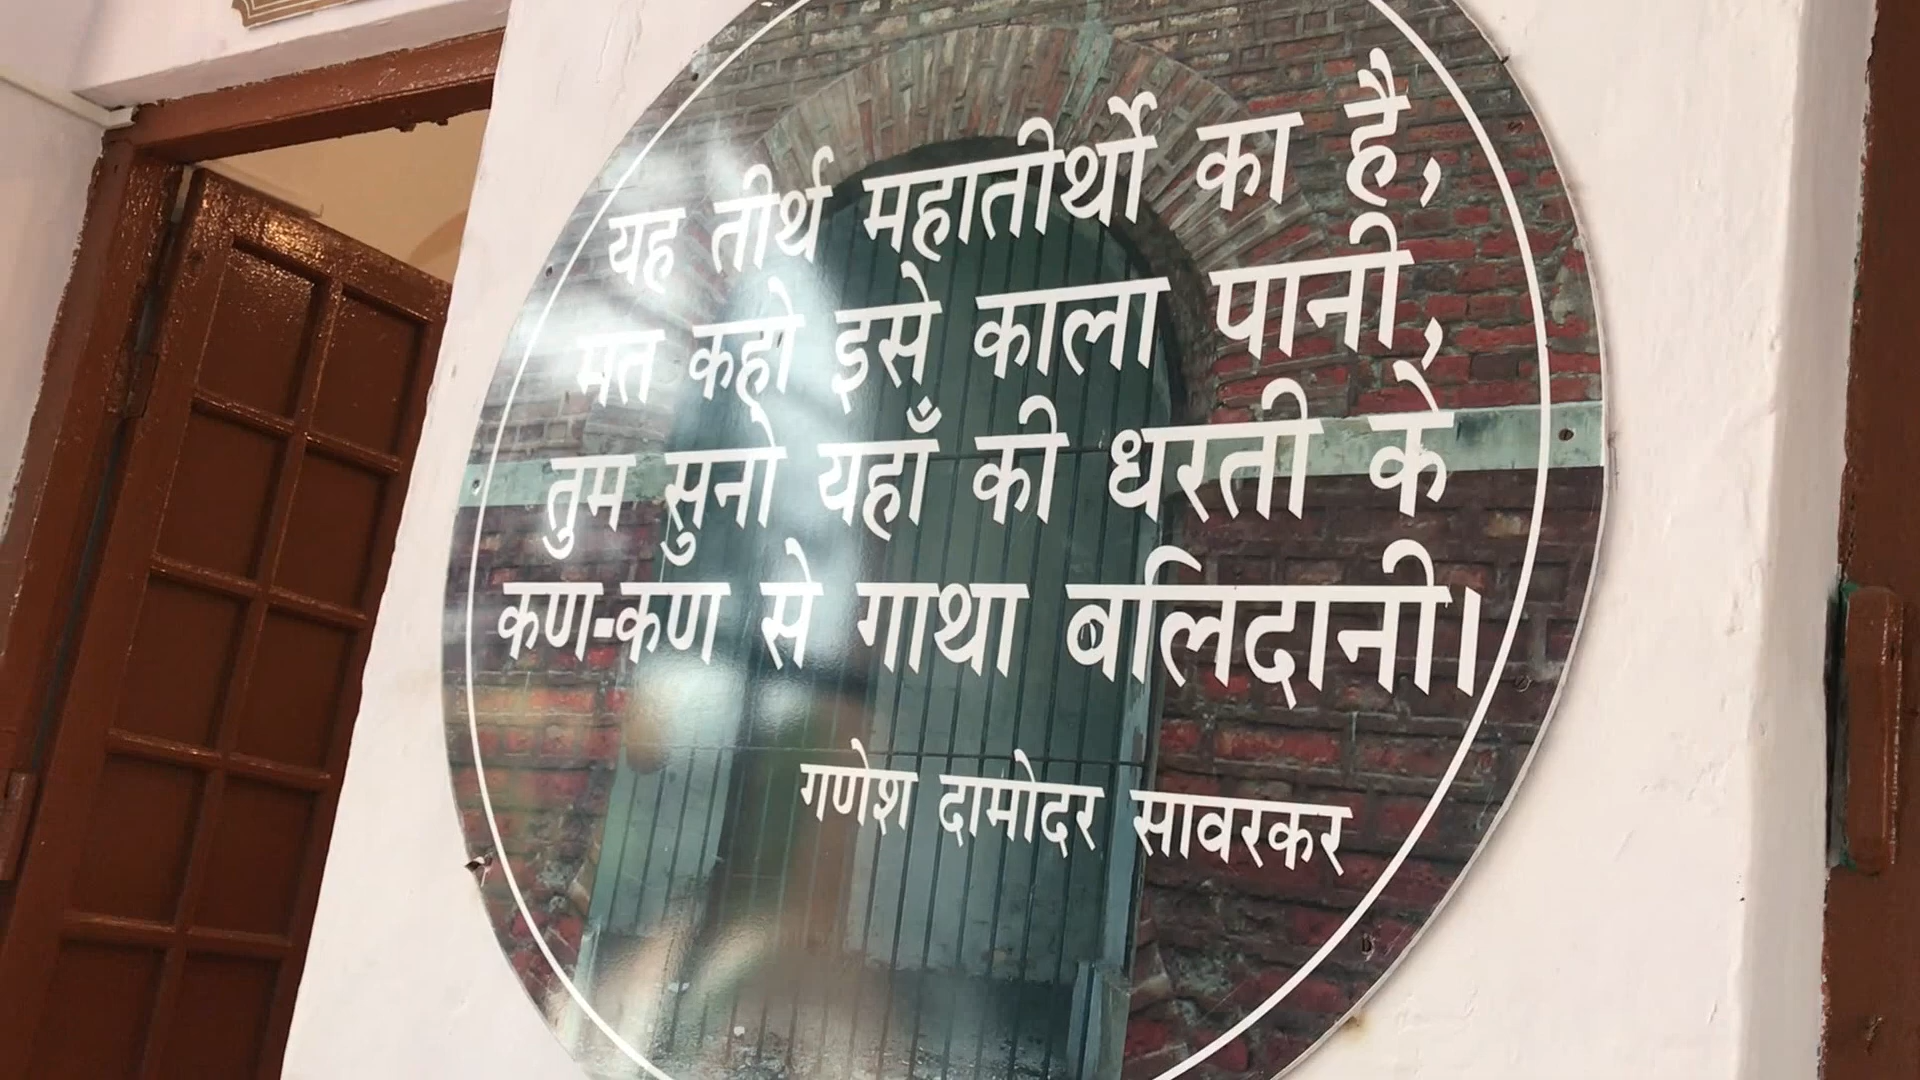 यह तीर्थ महातीर्थों का है,
मत कहो इसे काला पानी,
तुम सुनो यहाँ की धरती के
कण-कण से गाथा बलिदानी।
गणेश दामोदर सावरकर